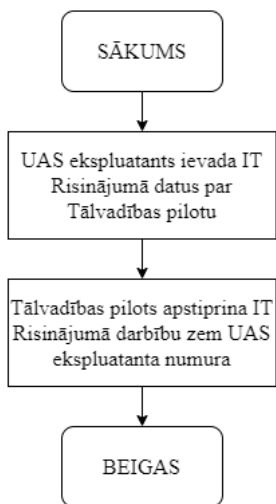 SĀKUMS
UAS ekspluatants ievada IT
Risinājumā datus par
Tālvadības pilotu
Tālvadības pilots apstiprina IT
Risinājumā darbību zem UAS
ekspluatanta numura
BEIGAS